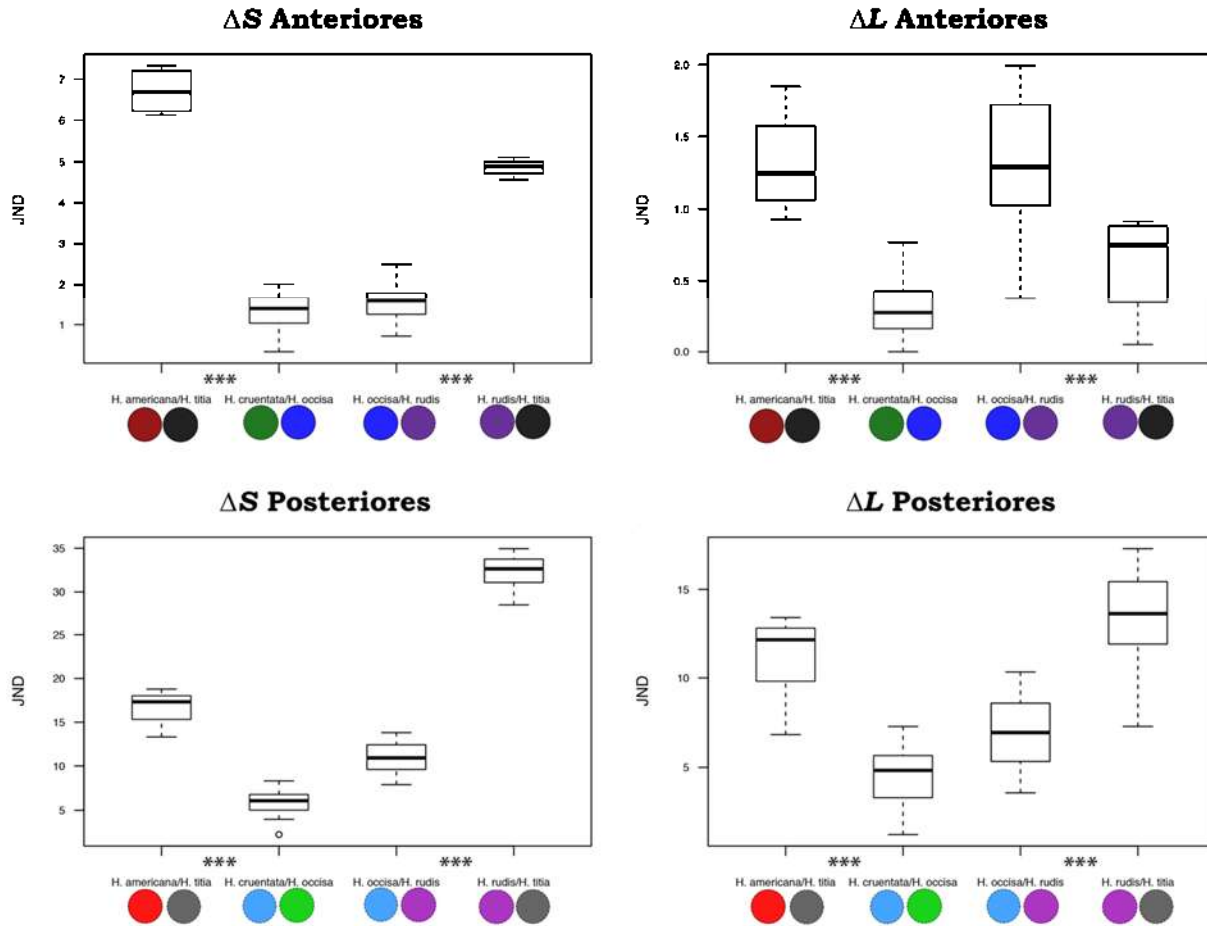 ΔS Anteriores
JND
7
6
5
4
3
2
1
*** ***
H. americana/H. titia H. cruentata/H. occisa H. occisa/H. rudis H. rudis/H. titia
ΔL Anteriores
JND
2.0
1.5
1.0
0.5
0.0
*** ***
H. americana/H. titia H. cruentata/H. occisa H. occisa/H. rudis H. rudis/H. titia
ΔS Posteriores
JND
35
30
25
20
15
10
5
*** ***
H. americana/H. titia H. cruentata/H. occisa H. occisa/H. rudis H. rudis/H. titia
ΔL Posteriores
JND
15
10
5
*** ***
H. americana/H. titia H. cruentata/H. occisa H. occisa/H. rudis H. rudis/H. titia